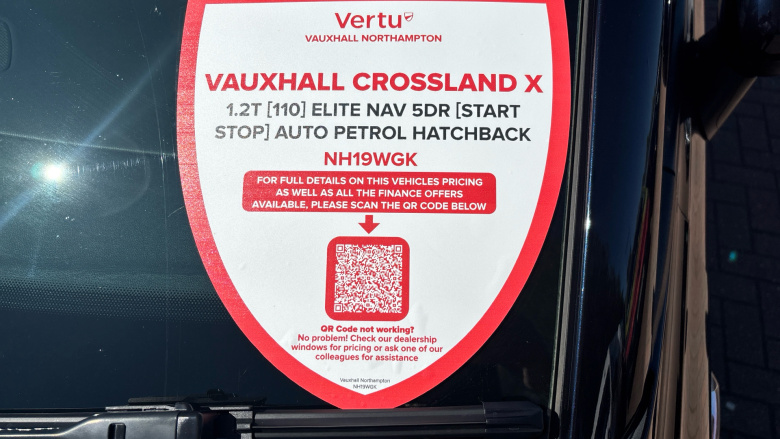 Vertu
VAUXHALL NORTHAMPTON
VAUXHALL CROSSLAND X
1.2T [110] ELITE NAV 5DR [START
STOP] AUTO PETROL HATCHBACK
NH19WGK
FOR FULL DETAILS ON THIS VEHICLES PRICING
AS WELL AS ALL THE FINANCE OFFERS
AVAILABLE, PLEASE SCAN THE QR CODE BELOW
QR Code not working?
No problem! Check our dealership
windows for pricing or ask one of our
colleagues for assistance
Vauxhall Northampton
NH19WGK